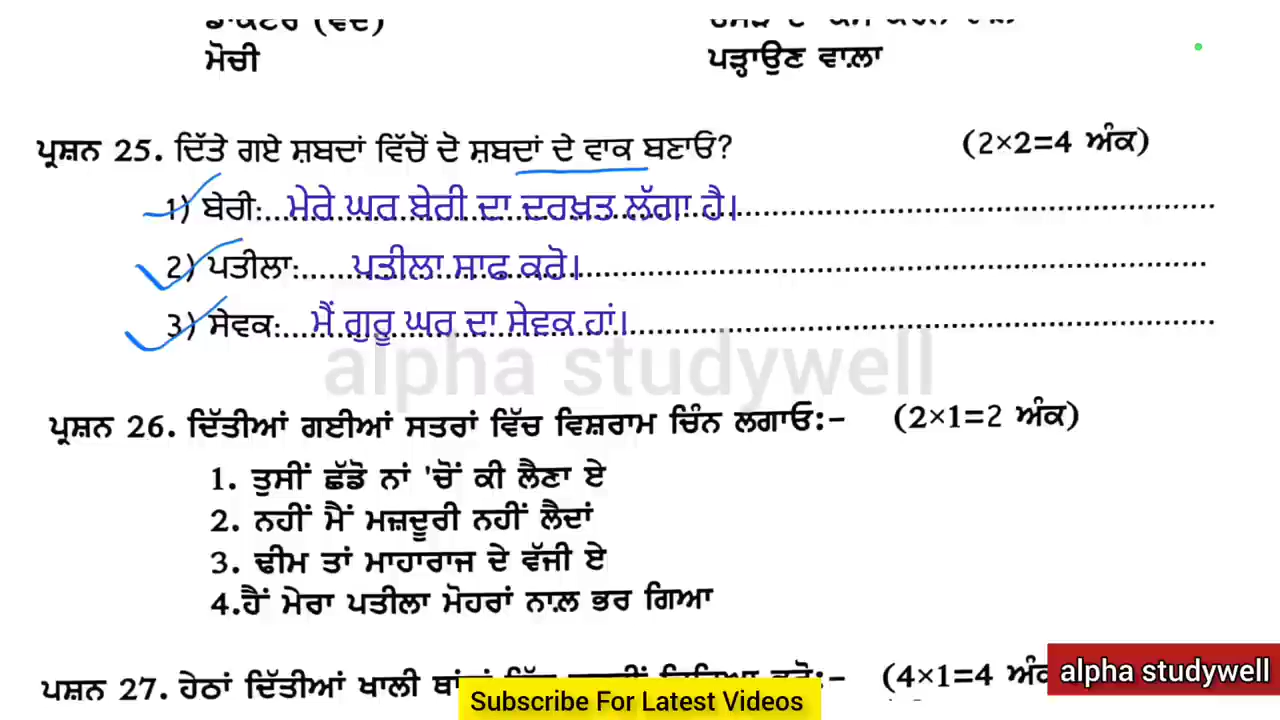 ਡਾਕਟਰ (ਵੈਦ)
ਮੋਚੀ ਪੜ੍ਹਾਉਣ ਵਾਲਾ
ਪ੍ਰਸ਼ਨ 25. ਦਿੱਤੇ ਗਏ ਸ਼ਬਦਾਂ ਵਿੱਚੋਂ ਦੋ ਸ਼ਬਦਾਂ ਦੇ ਵਾਕ ਬਣਾਓ? (2×2=4 ਅੰਕ)
1) ਬੇਰੀ:...ਮੇਰੇ ਘਰ ਬੇਰੀ ਦਾ ਦਰਖ਼ਤ ਲੱਗਾ ਹੈ।
2) ਪਤੀਲਾ:......ਪਤੀਲਾ ਸਾਫ ਕਰੋ।
3) ਸੇਵਕ:...ਮੈਂ ਗੁਰੂ ਘਰ ਦਾ ਸੇਵਕ ਹਾਂ।
alpha studywell
ਪ੍ਰਸ਼ਨ 26. ਦਿੱਤੀਆਂ ਗਈਆਂ ਸਤਰਾਂ ਵਿੱਚ ਵਿਸ਼ਰਾਮ ਚਿੰਨ ਲਗਾਓ:- (2×1=2 ਅੰਕ)
1. ਤੁਸੀਂ ਛੱਡੋ ਨਾਂ 'ਚੋਂ ਕੀ ਲੈਣਾ ਏ
2. ਨਹੀਂ ਮੈਂ ਮਜ਼ਦੂਰੀ ਨਹੀਂ ਲੈਦਾਂ
3. ਢੀਮ ਤਾਂ ਮਾਹਾਰਾਜ ਦੇ ਵੱਜੀ ਏ
4.ਹੈਂ ਮੇਰਾ ਪਤੀਲਾ ਮੋਹਰਾਂ ਨਾਲ਼ ਭਰ ਗਿਆ
ਪ੍ਰਸ਼ਨ 27. ਹੇਠਾਂ ਦਿੱਤੀਆਂ ਖਾਲੀ (4×1=4
alpha studywell
Subscribe For Latest Videos